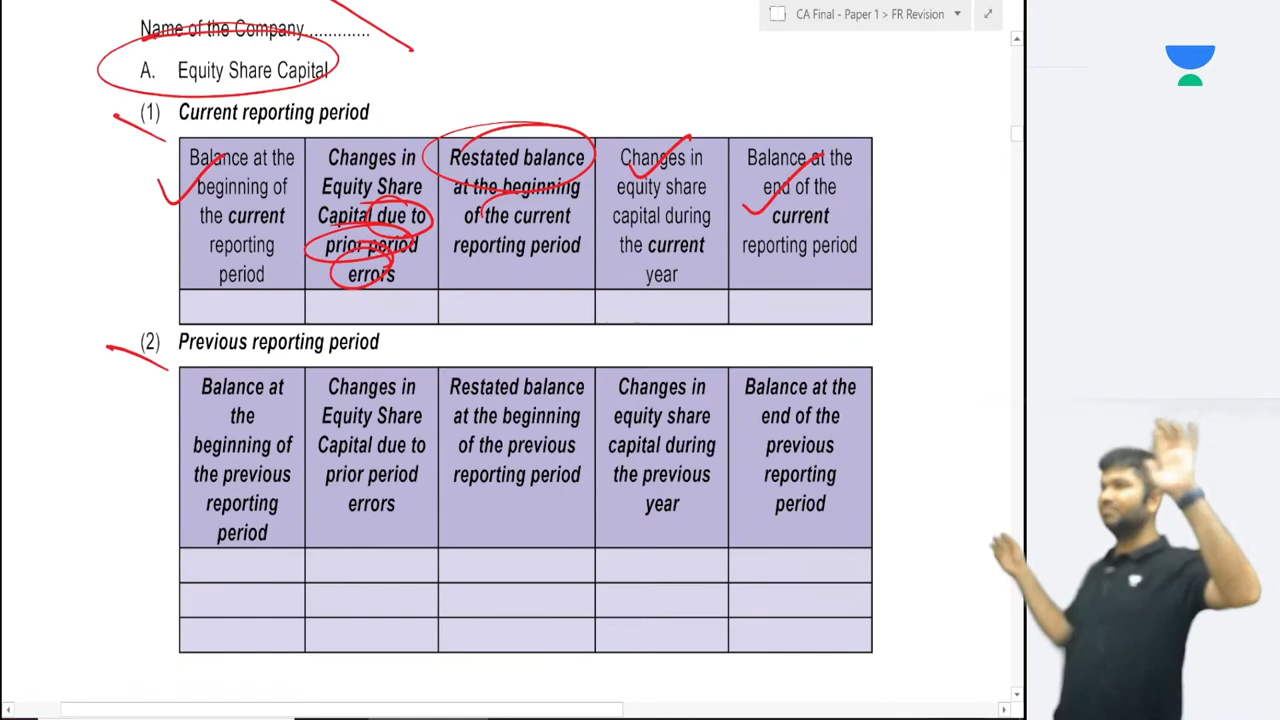 CA Final - Paper 1 > FR Revision
Name of the Company.............
A. Equity Share Capital
(1) Current reporting period
Balance at the beginning of the current reporting period
Changes in Equity Share Capital due to prior period errors
Restated balance at the beginning of the current reporting period
Changes in equity share capital during the current year
Balance at the end of the current reporting period
(2) Previous reporting period
Balance at the beginning of the previous reporting period
Changes in Equity Share Capital due to prior period errors
Restated balance at the beginning of the previous reporting period
Changes in equity share capital during the previous year
Balance at the end of the previous reporting period